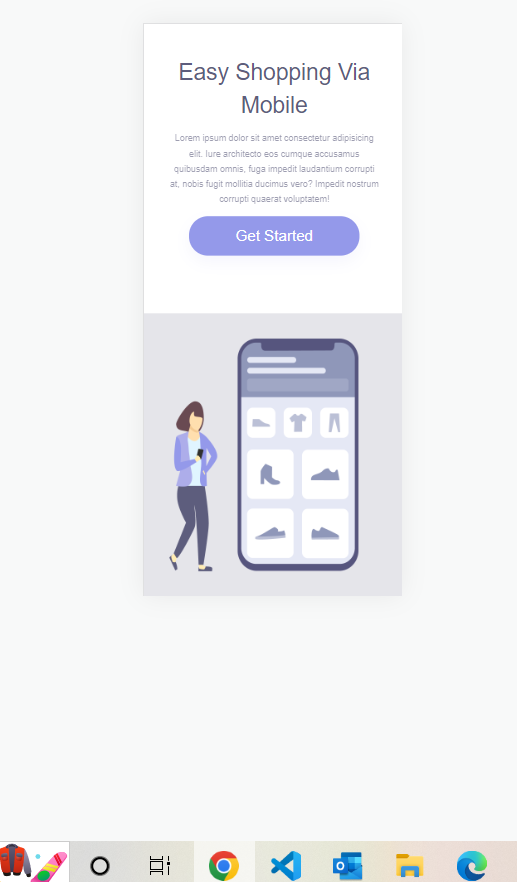 Easy Shopping Via
Mobile
Lorem ipsum dolor sit amet consectetur adipisicing
elit. Iure architecto eos cumque accusamus
quibusdam omnis, fuga impedit laudantium corrupti
at, nobis fugit mollitia ducimus vero? Impedit nostrum
corrupti quaerat voluptatem!
Get Started